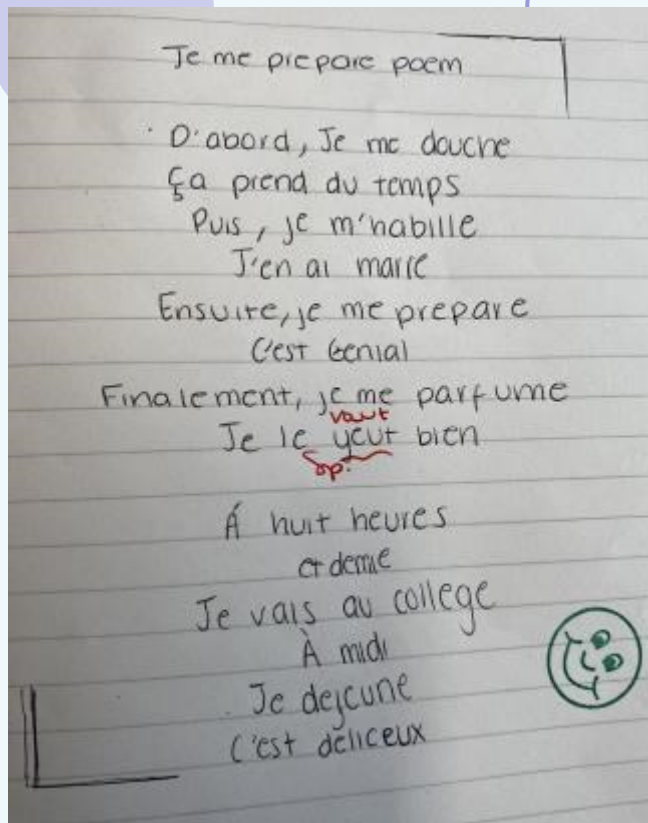 Je me prepare poem
D'abord, Je me douche
Ça prend du temps
Puis, je m'habille
J'en ai marre
Ensuite, je me prepare
C'est Genial
Finalement, je me parfume
vaut
Je le yeut bien
sp.
Á huit heures
et demie
Je vais au college
À midi
Je dejeune
C'est déliceux